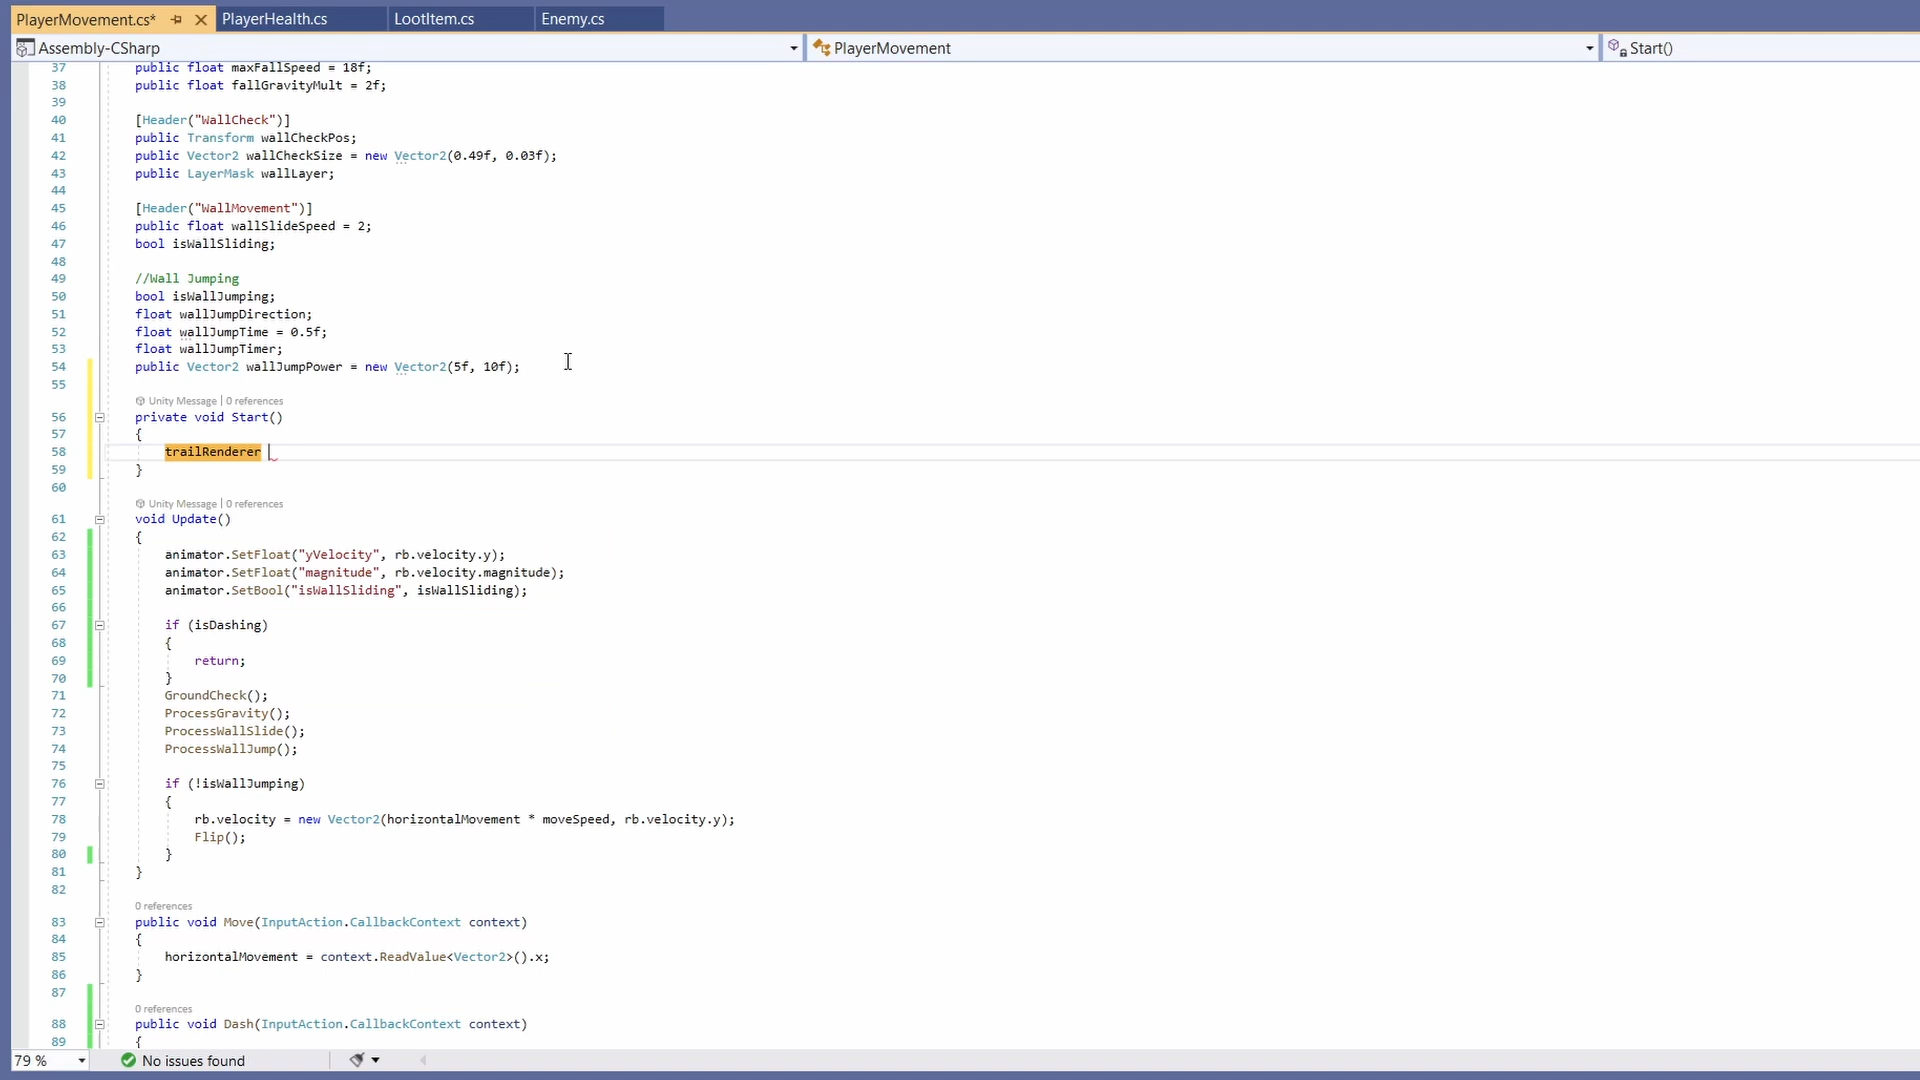 PlayerMovement.cs* PlayerHealth.cs LootItem.cs Enemy.cs
Assembly-CSharp PlayerMovement Start()
37 public float maxFallSpeed = 18f;
38 public float fallGravityMult = 2f;
39
40 [Header("WallCheck")]
41 public Transform wallCheckPos;
42 public Vector2 wallCheckSize = new Vector2(0.49f, 0.03f);
43 public LayerMask wallLayer;
44
45 [Header("WallMovement")]
46 public float wallSlideSpeed = 2;
47 bool isWallSliding;
48
49 //Wall Jumping
50 bool isWallJumping;
51 float wallJumpDirection;
52 float wallJumpTime = 0.5f;
53 float wallJumpTimer;
54 public Vector2 wallJumpPower = new Vector2(5f, 10f);
55
Unity Message | 0 references
56 private void Start()
57 {
58 trailRenderer
59 }
60
Unity Message | 0 references
61 void Update()
62 {
63 animator.SetFloat("yVelocity", rb.velocity.y);
64 animator.SetFloat("magnitude", rb.velocity.magnitude);
65 animator.SetBool("isWallSliding", isWallSliding);
66
67 if (isDashing)
68 {
69 return;
70 }
71 GroundCheck();
72 ProcessGravity();
73 ProcessWallSlide();
74 ProcessWallJump();
75
76 if (!isWallJumping)
77 {
78 rb.velocity = new Vector2(horizontalMovement * moveSpeed, rb.velocity.y);
79 Flip();
80 }
81 }
82
0 references
83 public void Move(InputAction.CallbackContext context)
84 {
85 horizontalMovement = context.ReadValue<Vector2>().x;
86 }
87
0 references
88 public void Dash(InputAction.CallbackContext context)
89 {
79 % No issues found